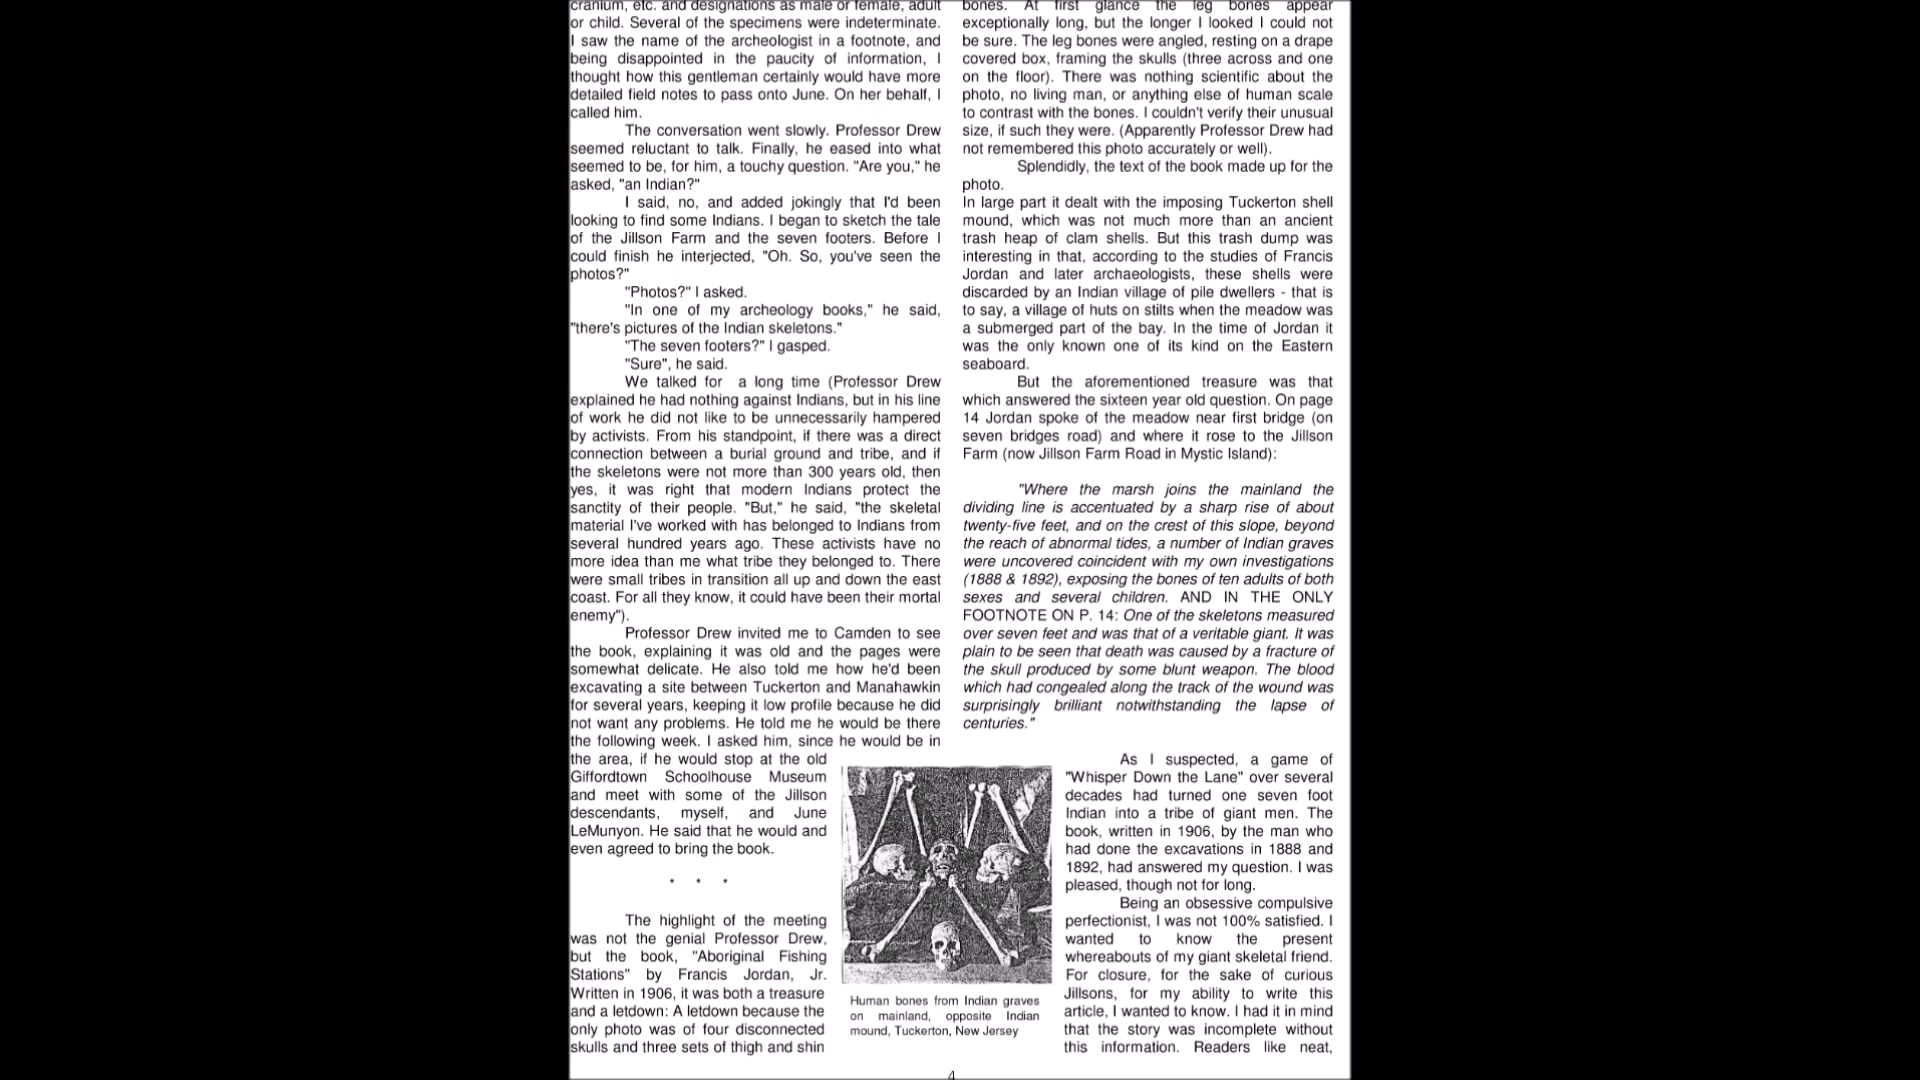 cranium, etc. and designations as male or female, adult
or child. Several of the specimens were indeterminate.
I saw the name of the archeologist in a footnote, and
being disappointed in the paucity of information, I
thought how this gentleman certainly would have more
detailed field notes to pass onto June. On her behalf, I
called him.
The conversation went slowly. Professor Drew
seemed reluctant to talk. Finally, he eased into what
seemed to be, for him, a touchy question. "Are you," he
asked, "an Indian?"
I said, no, and added jokingly that I'd been
looking to find some Indians. I began to sketch the tale
of the Jillson Farm and the seven footers. Before I
could finish he interjected, "Oh. So, you've seen the
photos?"
"Photos?" I asked.
"In one of my archeology books," he said,
"there's pictures of the Indian skeletons."
"The seven footers?" I gasped.
"Sure", he said.
We talked for a long time (Professor Drew
explained he had nothing against Indians, but in his line
of work he did not like to be unnecessarily hampered
by activists. From his standpoint, if there was a direct
connection between a burial ground and tribe, and if
the skeletons were not more than 300 years old, then
yes, it was right that modern Indians protect the
sanctity of their people. "But," he said, "the skeletal
material I've worked with has belonged to Indians from
several hundred years ago. These activists have no
more idea than me what tribe they belonged to. There
were small tribes in transition all up and down the east
coast. For all they know, it could have been their mortal
enemy").
Professor Drew invited me to Camden to see
the book, explaining it was old and the pages were
somewhat delicate. He also told me how he'd been
excavating a site between Tuckerton and Manahawkin
for several years, keeping it low profile because he did
not want any problems. He told me he would be there
the following week. I asked him, since he would be in
the area, if he would stop at the old
Giffordtown Schoolhouse Museum
and meet with some of the Jillson
descendants, myself, and June
LeMunyon. He said that he would and
even agreed to bring the book.
* * *
The highlight of the meeting
was not the genial Professor Drew,
but the book, "Aboriginal Fishing
Stations" by Francis Jordan, Jr.
Written in 1906, it was both a treasure
and a letdown: A letdown because the
only photo was of four disconnected
skulls and three sets of thigh and shin
bones. At first glance the leg bones appear
exceptionally long, but the longer I looked I could not
be sure. The leg bones were angled, resting on a drape
covered box, framing the skulls (three across and one
on the floor). There was nothing scientific about the
photo, no living man, or anything else of human scale
to contrast with the bones. I couldn't verify their unusual
size, if such they were. (Apparently Professor Drew had
not remembered this photo accurately or well).
Splendidly, the text of the book made up for the
photo.
In large part it dealt with the imposing Tuckerton shell
mound, which was not much more than an ancient
trash heap of clam shells. But this trash dump was
interesting in that, according to the studies of Francis
Jordan and later archaeologists, these shells were
discarded by an Indian village of pile dwellers - that is
to say, a village of huts on stilts when the meadow was
a submerged part of the bay. In the time of Jordan it
was the only known one of its kind on the Eastern
seaboard.
But the aforementioned treasure was that
which answered the sixteen year old question. On page
14 Jordan spoke of the meadow near first bridge (on
seven bridges road) and where it rose to the Jillson
Farm (now Jillson Farm Road in Mystic Island):
"Where the marsh joins the mainland the
dividing line is accentuated by a sharp rise of about
twenty-five feet, and on the crest of this slope, beyond
the reach of abnormal tides, a number of Indian graves
were uncovered coincident with my own investigations
(1888 & 1892), exposing the bones of ten adults of both
sexes and several children. AND IN THE ONLY
FOOTNOTE ON P. 14: One of the skeletons measured
over seven feet and was that of a veritable giant. It was
plain to be seen that death was caused by a fracture of
the skull produced by some blunt weapon. The blood
which had congealed along the track of the wound was
surprisingly brilliant notwithstanding the lapse of
centuries."
As I suspected, a game of
"Whisper Down the Lane" over several
decades had turned one seven foot
Indian into a tribe of giant men. The
book, written in 1906, by the man who
had done the excavations in 1888 and
1892, had answered my question. I was
pleased, though not for long.
Being an obsessive compulsive
perfectionist, I was not 100% satisfied. I
wanted to know the present
whereabouts of my giant skeletal friend.
For closure, for the sake of curious
Jillsons, for my ability to write this
article, I wanted to know. I had it in mind
that the story was incomplete without
this information. Readers like neat,
Human bones from Indian graves
on mainland, opposite Indian
mound, Tuckerton, New Jersey
4